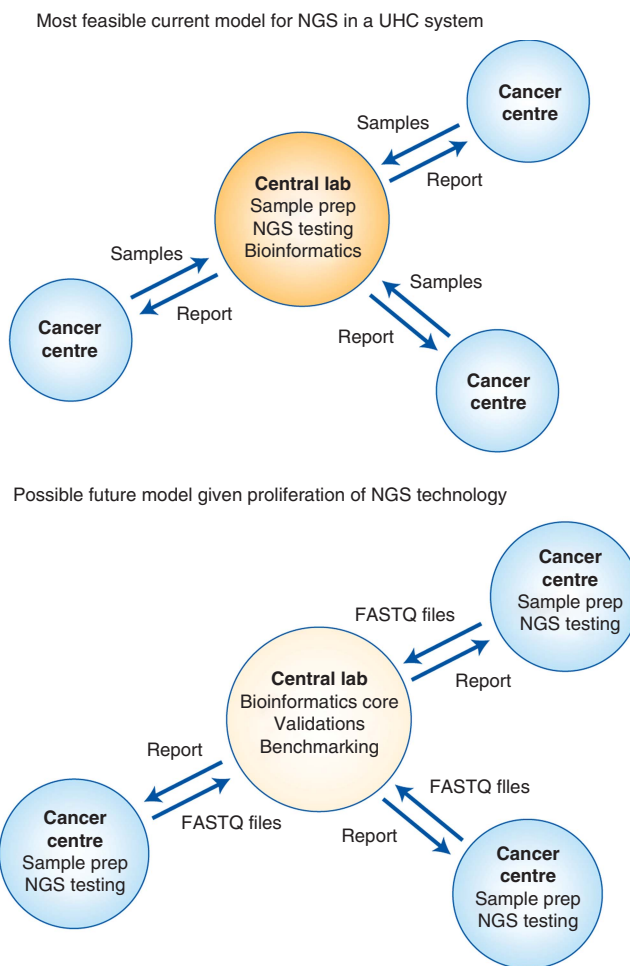 Most feasible current model for NGS in a UHC system
Cancer
centre
Samples
Report
Central lab
Sample prep
NGS testing
Bioinformatics
Samples
Report
Cancer
centre
Samples
Report
Cancer
centre
Possible future model given proliferation of NGS technology
Cancer
centre
Sample prep
NGS testing
FASTQ files
Report
Central lab
Bioinformatics core
Validations
Benchmarking
Report
FASTQ files
Cancer
centre
Sample prep
NGS testing
FASTQ files
Report
Cancer
centre
Sample prep
NGS testing